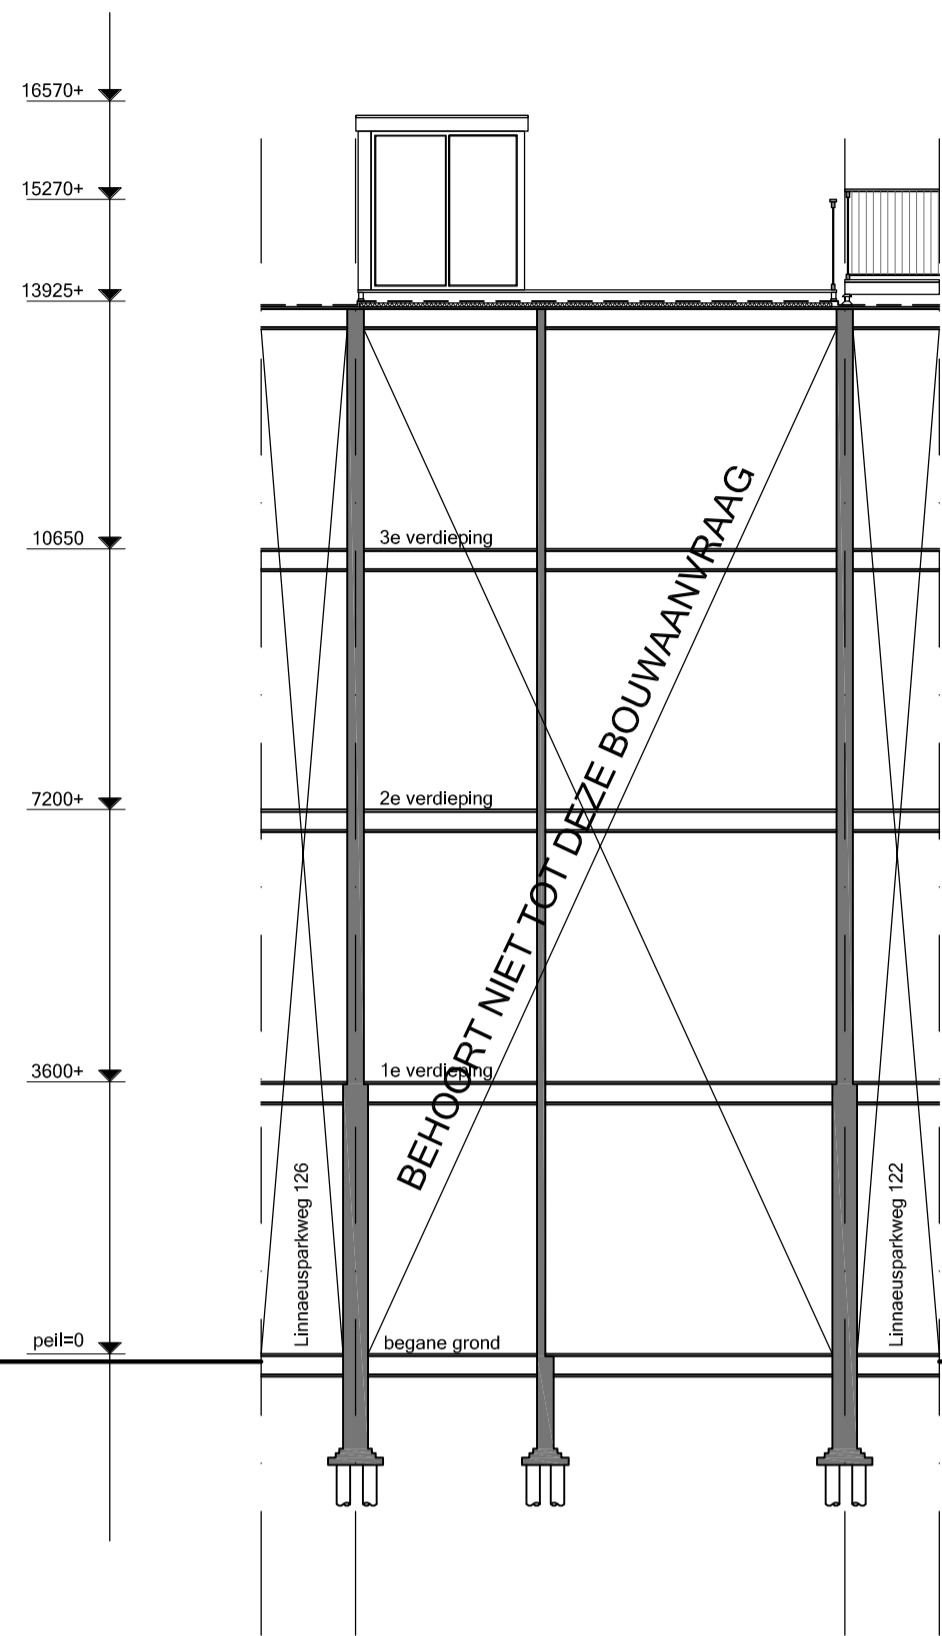 16570+
15270+
13925+
10650
3e verdieping
7200+
2e verdieping
BEHOORT NIET TOT DEZE BOUWAANVRAAG
3600+
1e verdieping
Linnaeusparkweg 126
Linnaeusparkweg 122
peil=0
begane grond